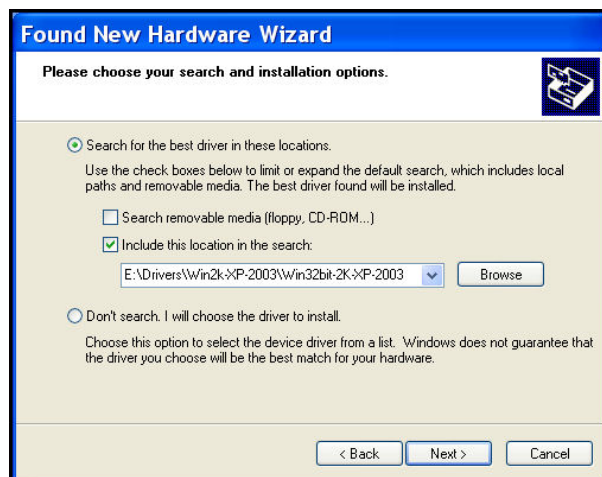 Found New Hardware Wizard
Please choose your search and installation options.
Search for the best driver in these locations.
Use the check boxes below to limit or expand the default search, which includes local
paths and removable media. The best driver found will be installed.
Search removable media (floppy, CD-ROM...)
Include this location in the search:
E:\Drivers\Win2k-XP-2003\Win32bit-2K-XP-2003
Browse
Don't search. I will choose the driver to install.
Choose this option to select the device driver from a list. Windows does not guarantee that
the driver you choose will be the best match for your hardware.
< Back
Next >
Cancel